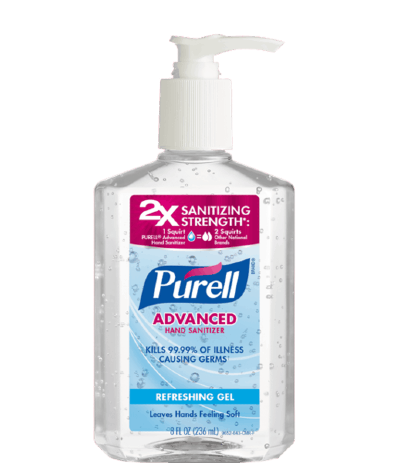 2X SANITIZING
STRENGTH*:
1 Squirt
PURELL® Advanced
Hand Sanitizer
=
2 Squirts
Other National
Brands
Purell
ADVANCED
HAND SANITIZER
KILLS 99.99% OF ILLNESS
CAUSING GERMS
REFRESHING GEL
Leaves Hands Feeling Soft
8 FL OZ (236 mL)